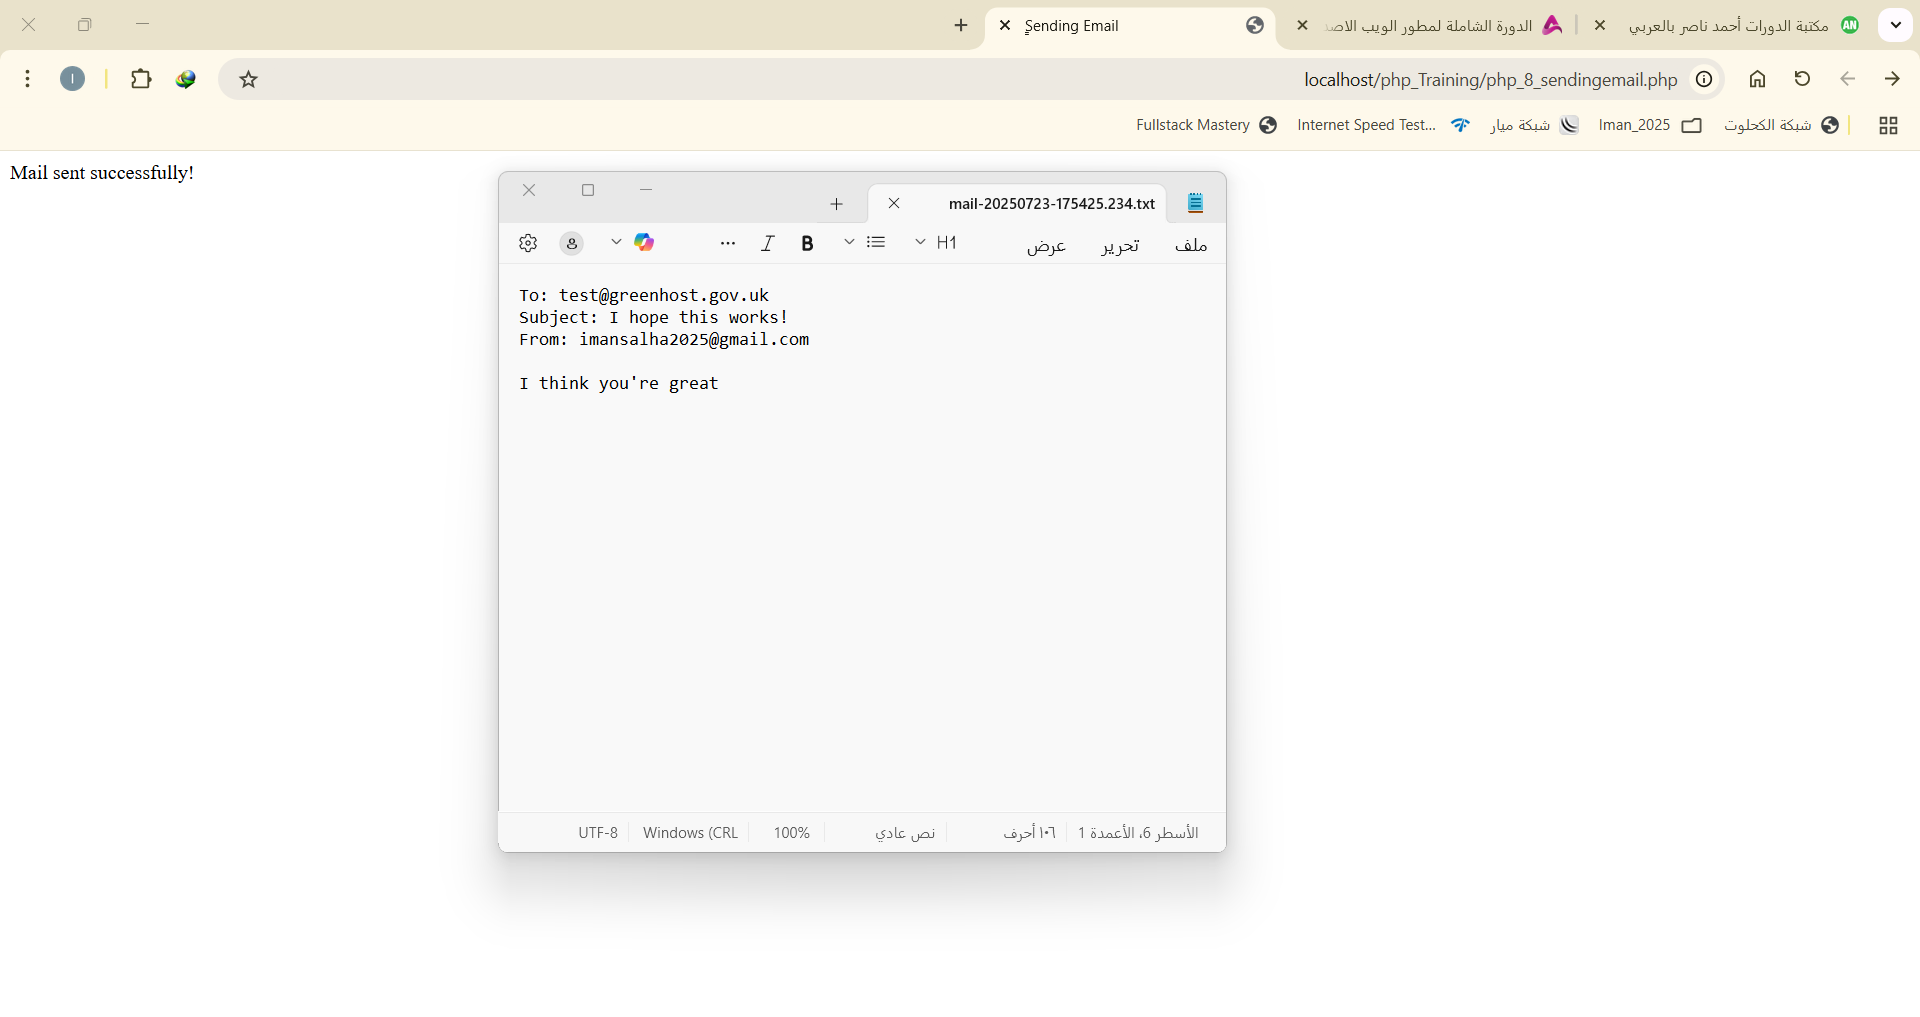 مكتبة الدورات أحمد ناصر بالعربي
الدورة الشاملة لمطور الويب الاصد
Sending Email
localhost/php_Training/php_8_sendingemail.php
I
شبكة الكحلوت
Iman_2025
شبكة ميار
Internet Speed Test...
Fullstack Mastery
Mail sent successfully!
mail-20250723-175425.234.txt
ملف
تحرير
عرض
H1
B
I
To: test@greenhost.gov.uk
Subject: I hope this works!
From: imansalha2025@gmail.com
I think you're great
الأسطر 6، الأعمدة 1
١٠٦ أحرف
نص عادي
100%
Windows (CRL
UTF-8
AN